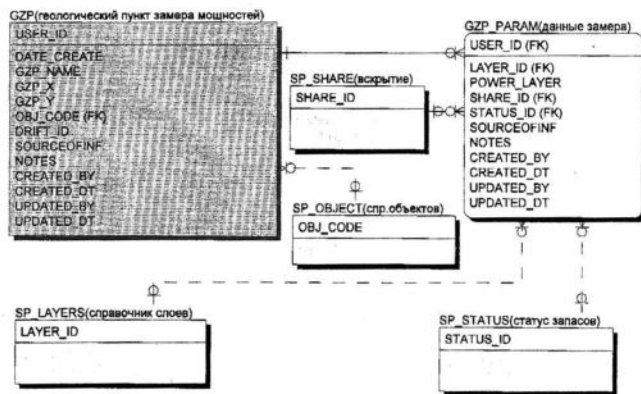 GZP(геологический пункт замера мощностей)
USER_ID
DATE_CREATE
GZP_NAME
GZP_X
GZP_Y
OBJ_CODE (FK)
DRIFT_ID
SOURCEOFINF
NOTES
CREATED_BY
CREATED_DT
UPDATED_BY
UPDATED_DT
SP_SHARE(вскрытие)
SHARE_ID
SP_OBJECT(спр.объектов)
OBJ_CODE
GZP_PARAM(данные замера)
USER_ID (FK)
LAYER_ID (FK)
POWER_LAYER
SHARE_ID (FK)
STATUS_ID (FK)
SOURCEOFINF
NOTES
CREATED_BY
CREATED_DT
UPDATED_BY
UPDATED_DT
SP_LAYERS(справочник слоев)
LAYER_ID
SP_STATUS(статус запасов)
STATUS_ID